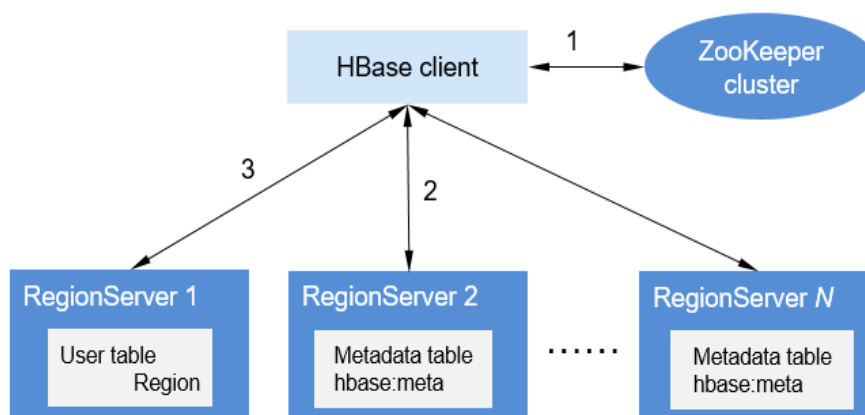 HBase client
1
ZooKeeper
cluster
3
2
RegionServer 1
User table
Region
RegionServer 2
Metadata table
hbase:meta
......
RegionServer N
Metadata table
hbase:meta